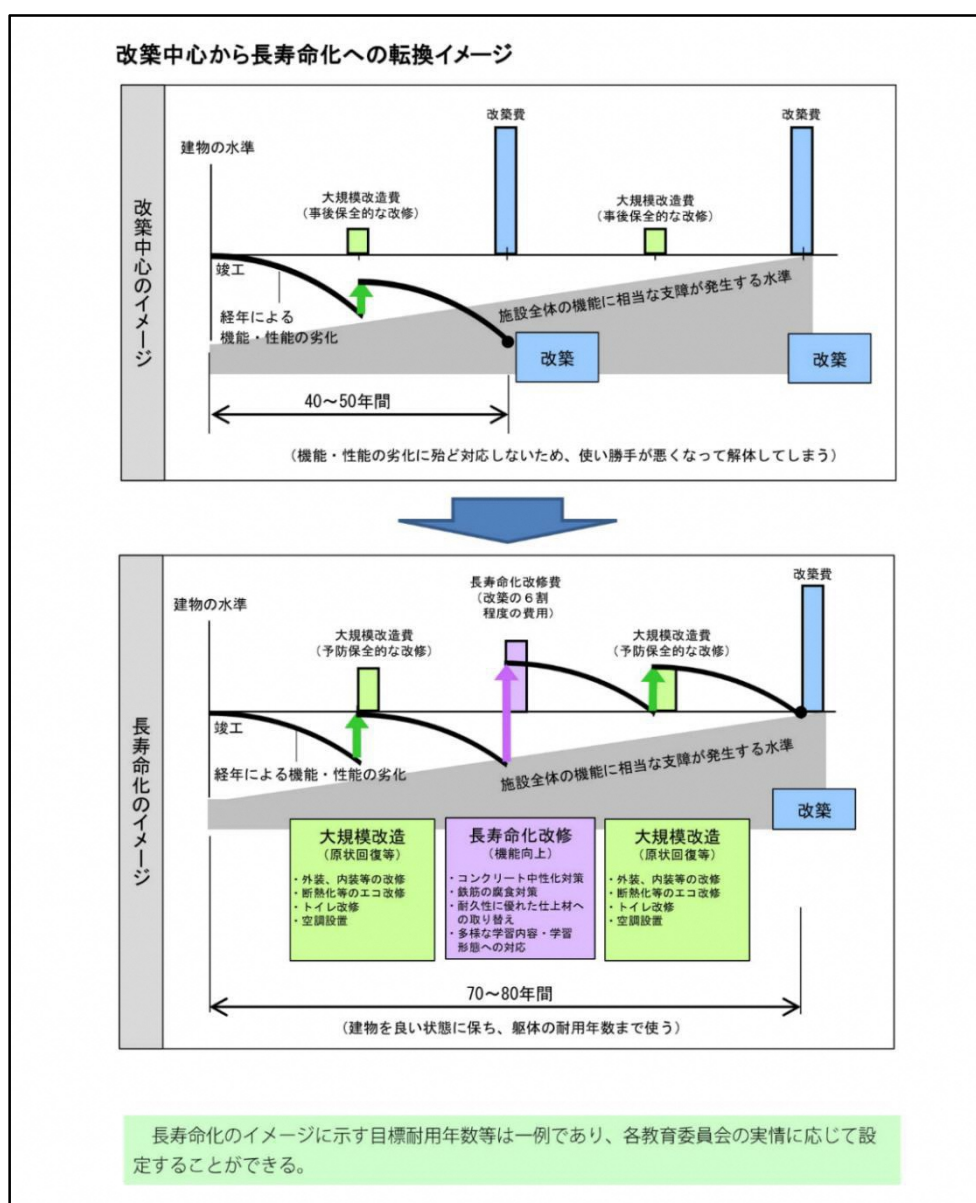 改築中心から長寿命化への転換イメージ
改築中心のイメージ
建物の水準
改築費
改築費
大規模改造費
(事後保全的な改修)
大規模改造費
(事後保全的な改修)
竣工
経年による
機能・性能の劣化
施設全体の機能に相当な支障が発生する水準
改築
改築
40～50年間
(機能・性能の劣化に殆ど対応しないため、使い勝手が悪くなって解体してしまう)
長寿命化のイメージ
建物の水準
長寿命化改修費
(改築の6割
程度の費用)
改築費
大規模改造費
(予防保全的な改修)
大規模改造費
(予防保全的な改修)
竣工
経年による機能・性能の劣化
施設全体の機能に相当な支障が発生する水準
改築
大規模改造
(原状回復等)
・外装、内装等の改修
・断熱化等のエコ改修
・トイレ改修
・空調設置
長寿命化改修
(機能向上)
・コンクリート中性化対策
・鉄筋の腐食対策
・耐久性に優れた仕上材へ
の取り替え
・多様な学習内容・学習
形態への対応
大規模改造
(原状回復等)
・外装、内装等の改修
・断熱化等のエコ改修
・トイレ改修
・空調設置
70～80年間
(建物を良い状態に保ち、躯体の耐用年数まで使う)
長寿命化のイメージに示す目標耐用年数等は一例であり、各教育委員会の実情に応じて設
定することができる。